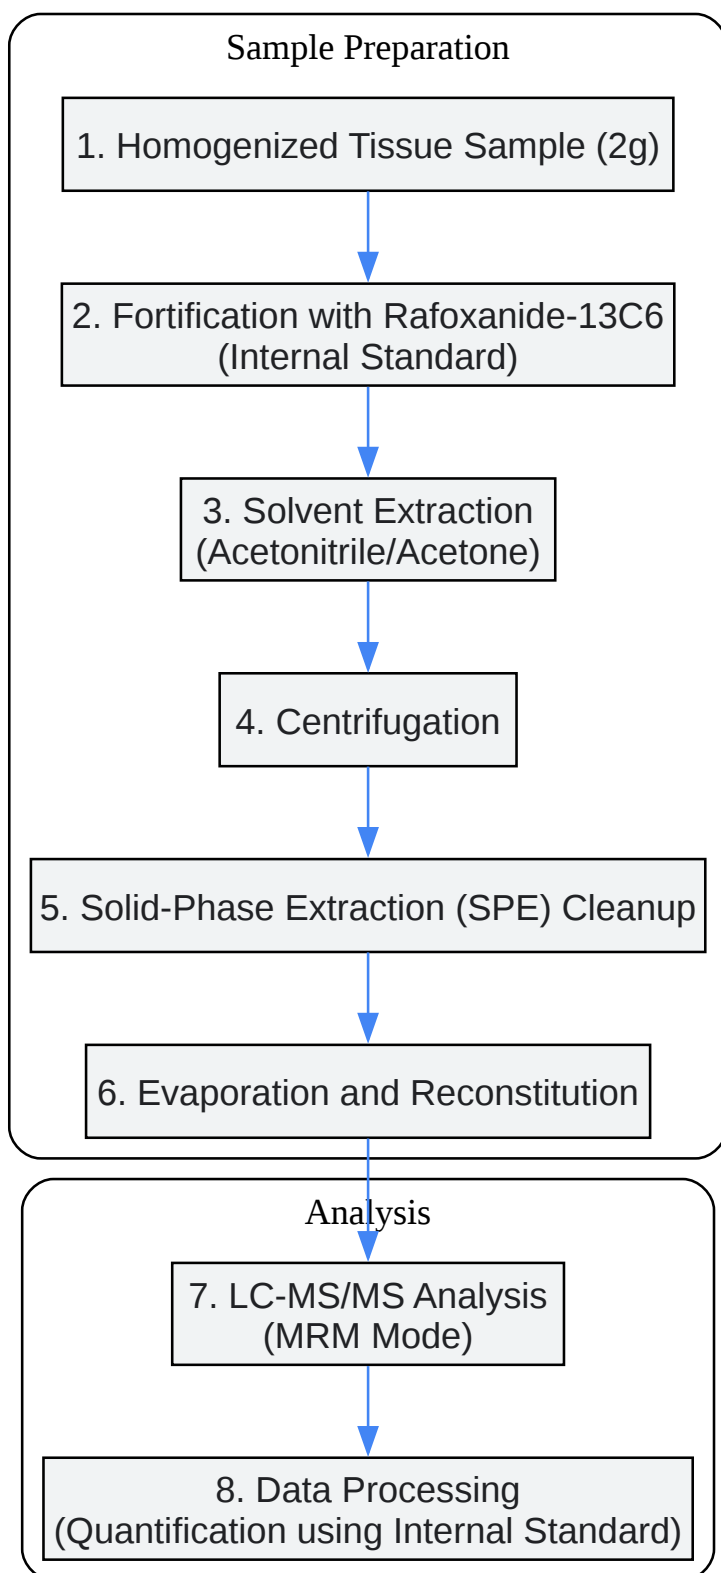 Sample Preparation
1. Homogenized Tissue Sample (2g)
2. Fortification with Rafoxanide-13C6
(Internal Standard)
3. Solvent Extraction
(Acetonitrile/Acetone)
4. Centrifugation
5. Solid-Phase Extraction (SPE) Cleanup
6. Evaporation and Reconstitution
Analysis
7. LC-MS/MS Analysis
(MRM Mode)
8. Data Processing
(Quantification using Internal Standard)